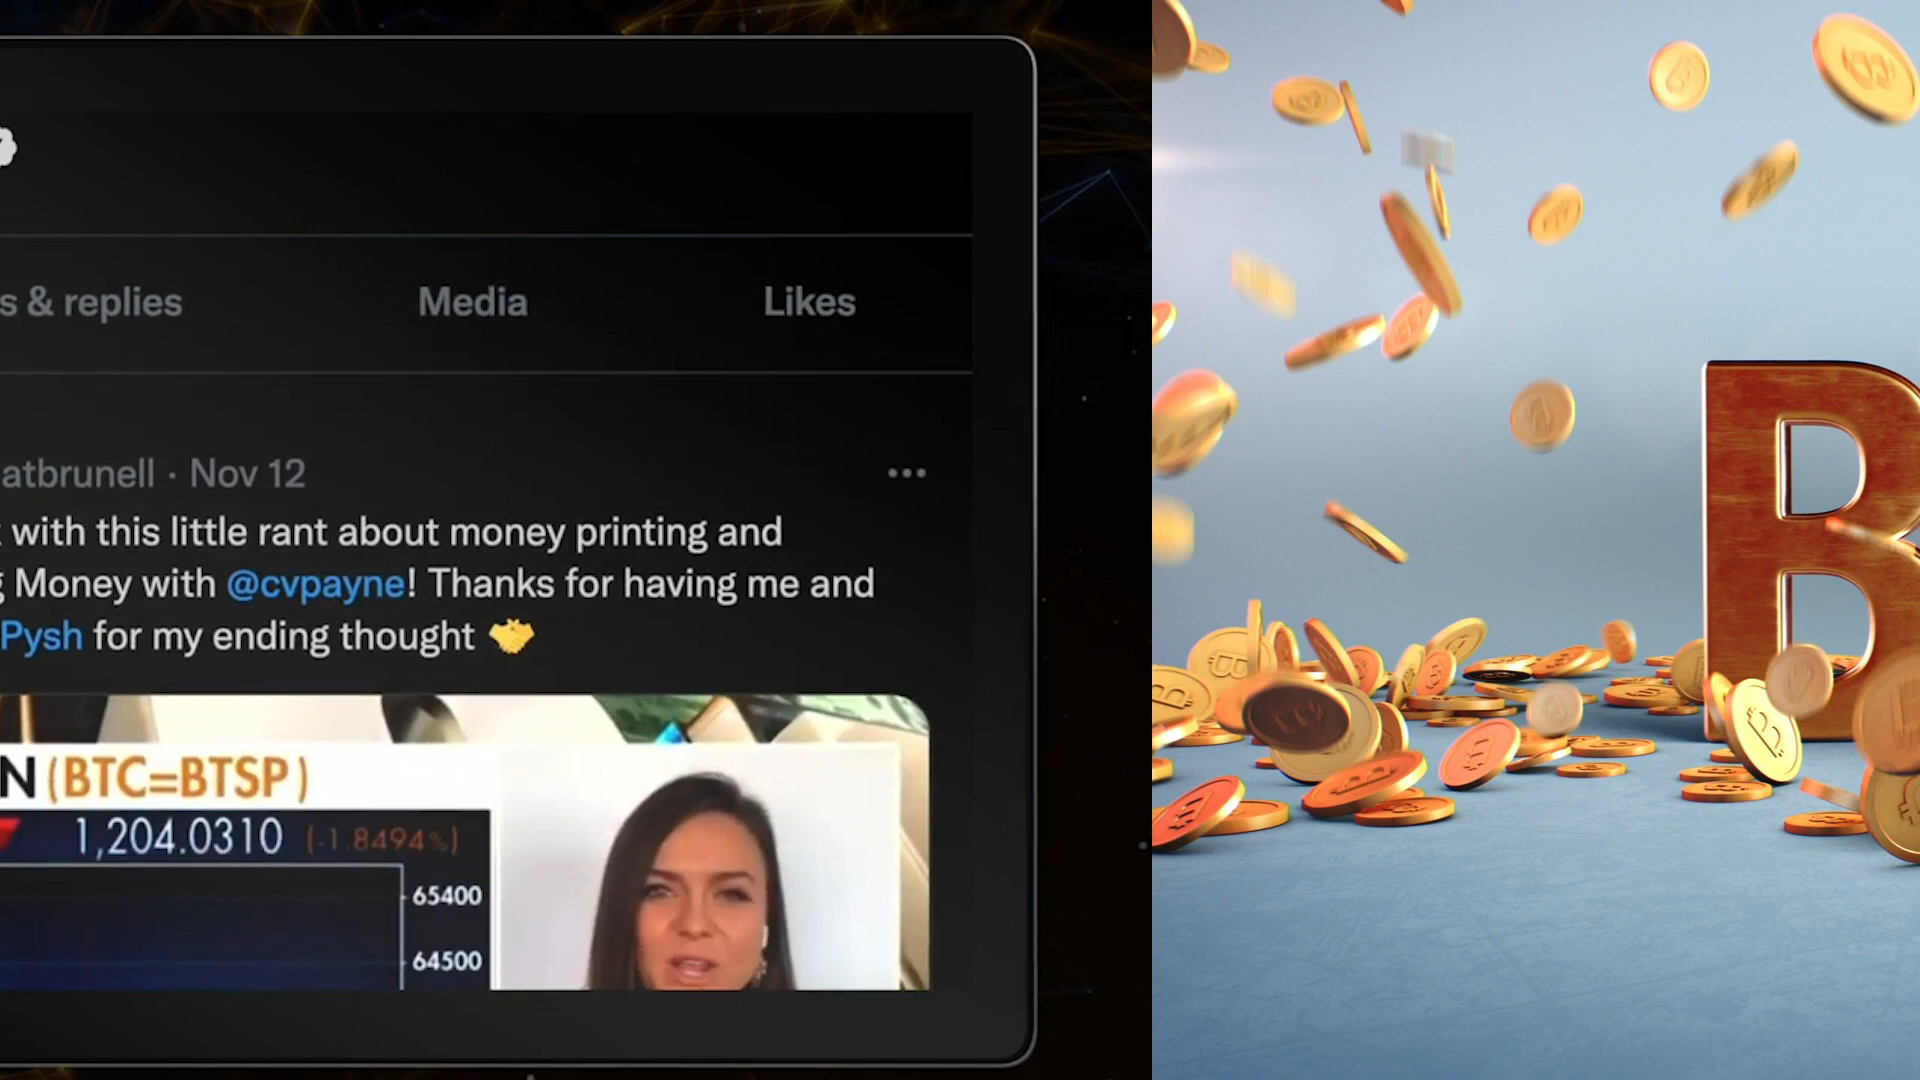 s & replies Media Likes
atbrunell · Nov 12
with this little rant about money printing and
g Money with @cvpayne! Thanks for having me and
Pysh for my ending thought
N (BTC=BTSP)
1,204.0310 (-1.8494%)
65400
64500
B